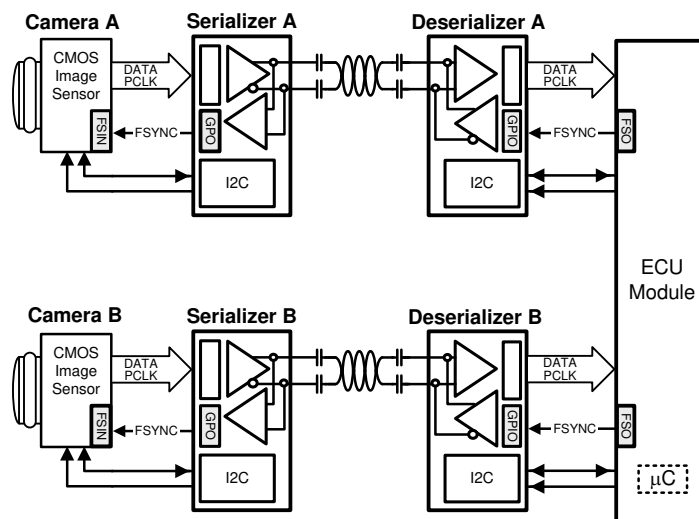 Camera A
Serializer A
Deserializer A
CMOS
Image
Sensor
DATA
PCLK
DATA
PCLK
FSIN
FSYNC
GPO
GPIO
FSYNC
FSO
I2C
I2C
ECU
Module
Camera B
Serializer B
Deserializer B
CMOS
Image
Sensor
DATA
PCLK
DATA
PCLK
FSIN
FSYNC
GPO
GPIO
FSYNC
FSO
I2C
I2C
µC